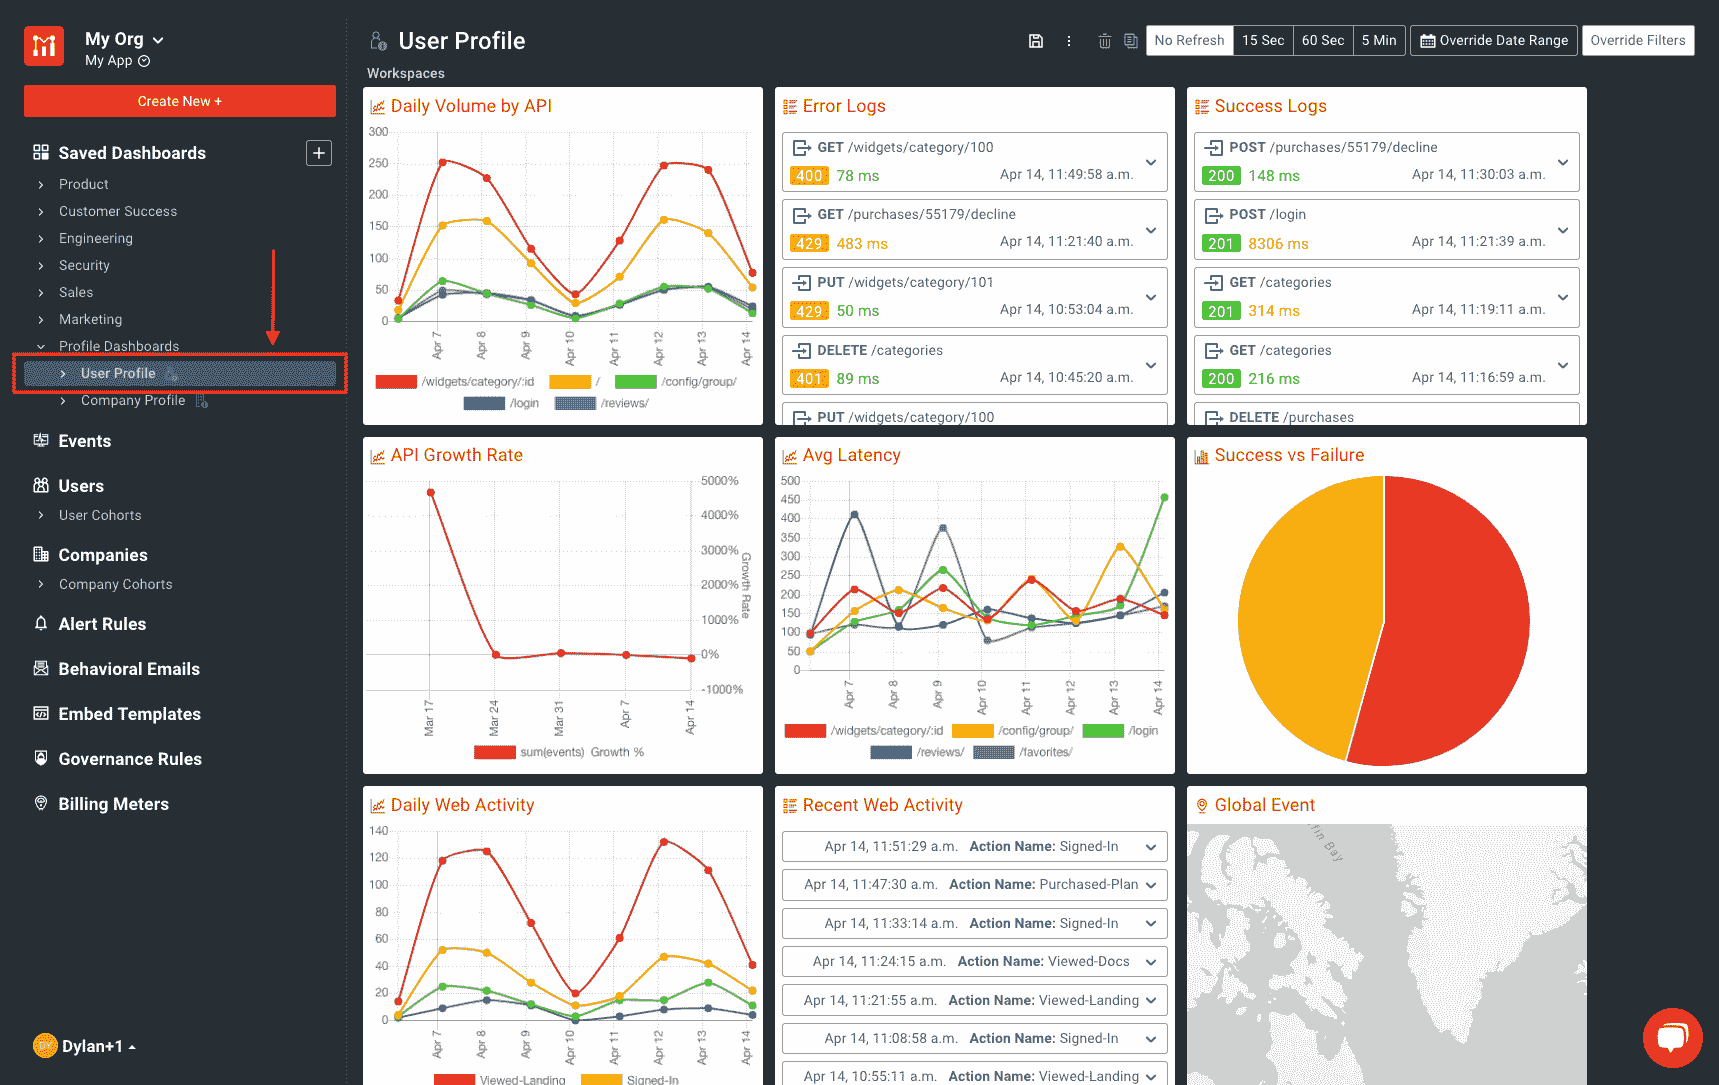 My Org
My App
Create New +
Saved Dashboards
Product
Customer Success
Engineering
Security
Sales
Marketing
Profile Dashboards
User Profile
Company Profile
Events
Users
User Cohorts
Companies
Company Cohorts
Alert Rules
Behavioral Emails
Embed Templates
Governance Rules
Billing Meters
DY Dylan+1
User Profile
No Refresh 15 Sec 60 Sec 5 Min Override Date Range Override Filters
Workspaces
Daily Volume by API
300
250
200
150
100
50
0
Apr 7 Apr 8 Apr 9 Apr 10 Apr 11 Apr 12 Apr 13 Apr 14
/widgets/category/:id / /config/group/
/login /reviews/
Error Logs
GET /widgets/category/100
400 78 ms Apr 14, 11:49:58 a.m.
GET /purchases/55179/decline
429 483 ms Apr 14, 11:21:40 a.m.
PUT /widgets/category/101
429 50 ms Apr 14, 10:53:04 a.m.
DELETE /categories
401 89 ms Apr 14, 10:45:20 a.m.
PUT /widgets/category/100
Success Logs
POST /purchases/55179/decline
200 148 ms Apr 14, 11:30:03 a.m.
POST /login
201 8306 ms Apr 14, 11:21:39 a.m.
GET /categories
201 314 ms Apr 14, 11:19:11 a.m.
GET /categories
200 216 ms Apr 14, 11:16:59 a.m.
DELETE /purchases
API Growth Rate
5000%
4000%
3000%
2000%
1000%
0%
-1000%
Growth Rate
Mar 17 Mar 24 Mar 31 Apr 7 Apr 14
sum(events) Growth %
Avg Latency
500
450
400
350
300
250
200
150
100
50
0
Apr 7 Apr 8 Apr 9 Apr 10 Apr 11 Apr 12 Apr 13 Apr 14
/widgets/category/:id /config/group/ /login
/reviews/ /favorites/
Success vs Failure
Daily Web Activity
140
120
100
80
60
40
20
0
Apr 7 Apr 8 Apr 9 Apr 10 Apr 11 Apr 12 Apr 13 Apr 14
Viewed-Landing Signed-In
Recent Web Activity
Apr 14, 11:51:29 a.m. Action Name: Signed-In
Apr 14, 11:47:30 a.m. Action Name: Purchased-Plan
Apr 14, 11:33:14 a.m. Action Name: Signed-In
Apr 14, 11:24:15 a.m. Action Name: Viewed-Docs
Apr 14, 11:21:55 a.m. Action Name: Viewed-Landing
Apr 14, 11:08:58 a.m. Action Name: Signed-In
Apr 14, 10:55:11 a.m. Action Name: Viewed-Landing
Global Event
Bay